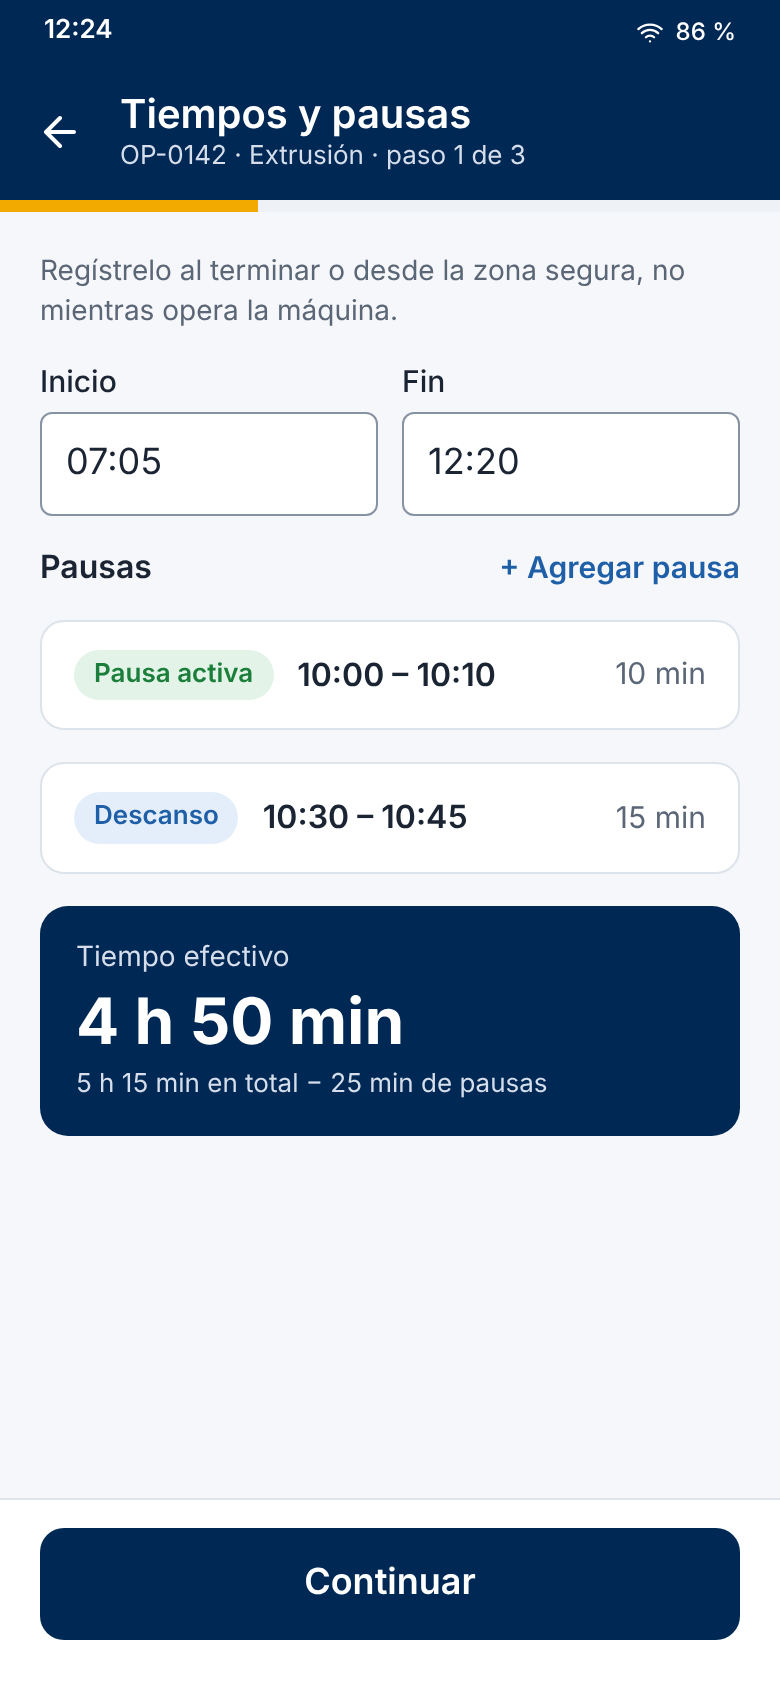 12:24
86 %
Tiempos y pausas
OP-0142 · Extrusión · paso 1 de 3
Regístrelo al terminar o desde la zona segura, no
mientras opera la máquina.
Inicio
Fin
07:05
12:20
Pausas
+ Agregar pausa
Pausa activa 10:00 – 10:10 10 min
Descanso 10:30 – 10:45 15 min
Tiempo efectivo
4 h 50 min
5 h 15 min en total − 25 min de pausas
Continuar